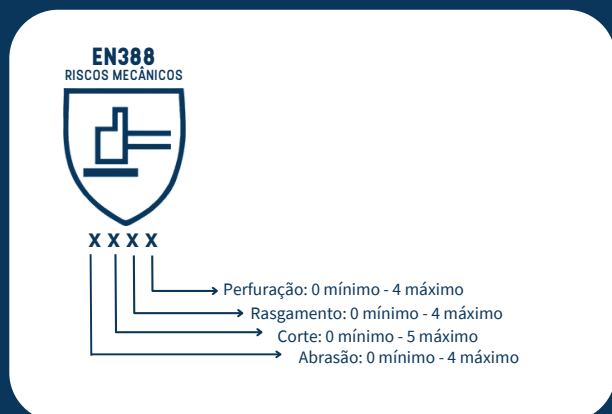 EN388
RISCOS MECÂNICOS
X X X X
Perfuração: 0 mínimo - 4 máximo
Rasgamento: 0 mínimo - 4 máximo
Corte: 0 mínimo - 5 máximo
Abrasão: 0 mínimo - 4 máximo